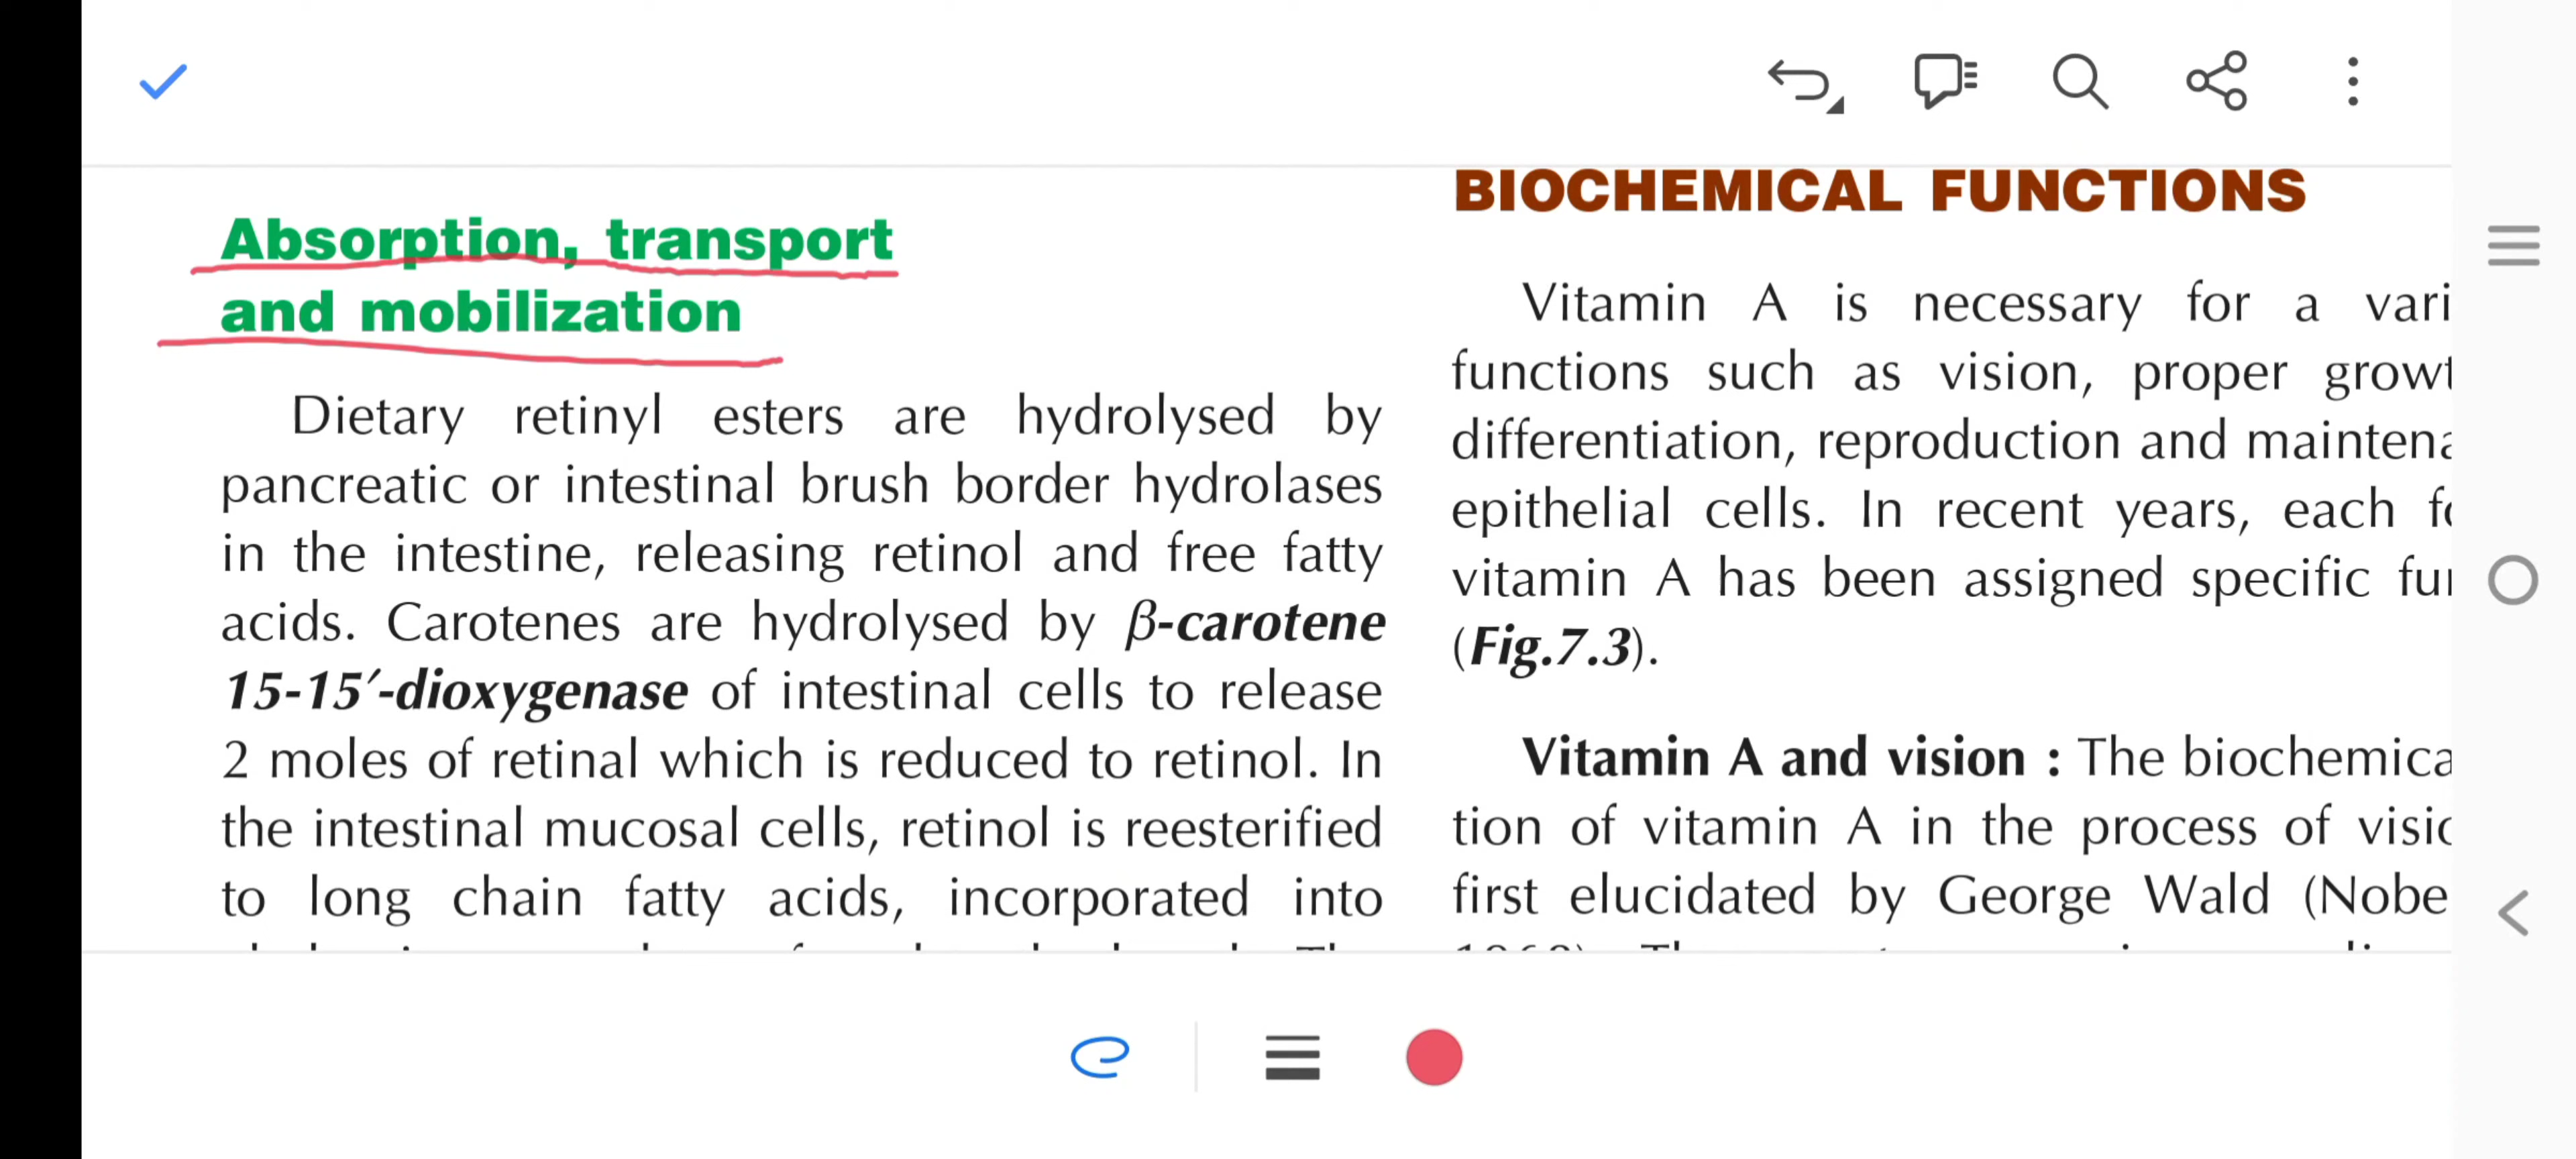 Absorption, transport
and mobilization
Dietary retinyl esters are hydrolysed by
pancreatic or intestinal brush border hydrolases
in the intestine, releasing retinol and free fatty
acids. Carotenes are hydrolysed by β-carotene
15-15′-dioxygenase of intestinal cells to release
2 moles of retinal which is reduced to retinol. In
the intestinal mucosal cells, retinol is reesterified
to long chain fatty acids, incorporated into
BIOCHEMICAL FUNCTIONS
Vitamin A is necessary for a vari
functions such as vision, proper growt
differentiation, reproduction and maintena
epithelial cells. In recent years, each fo
vitamin A has been assigned specific fun
(Fig.7.3).
Vitamin A and vision : The biochemica
tion of vitamin A in the process of visio
first elucidated by George Wald (Nobe